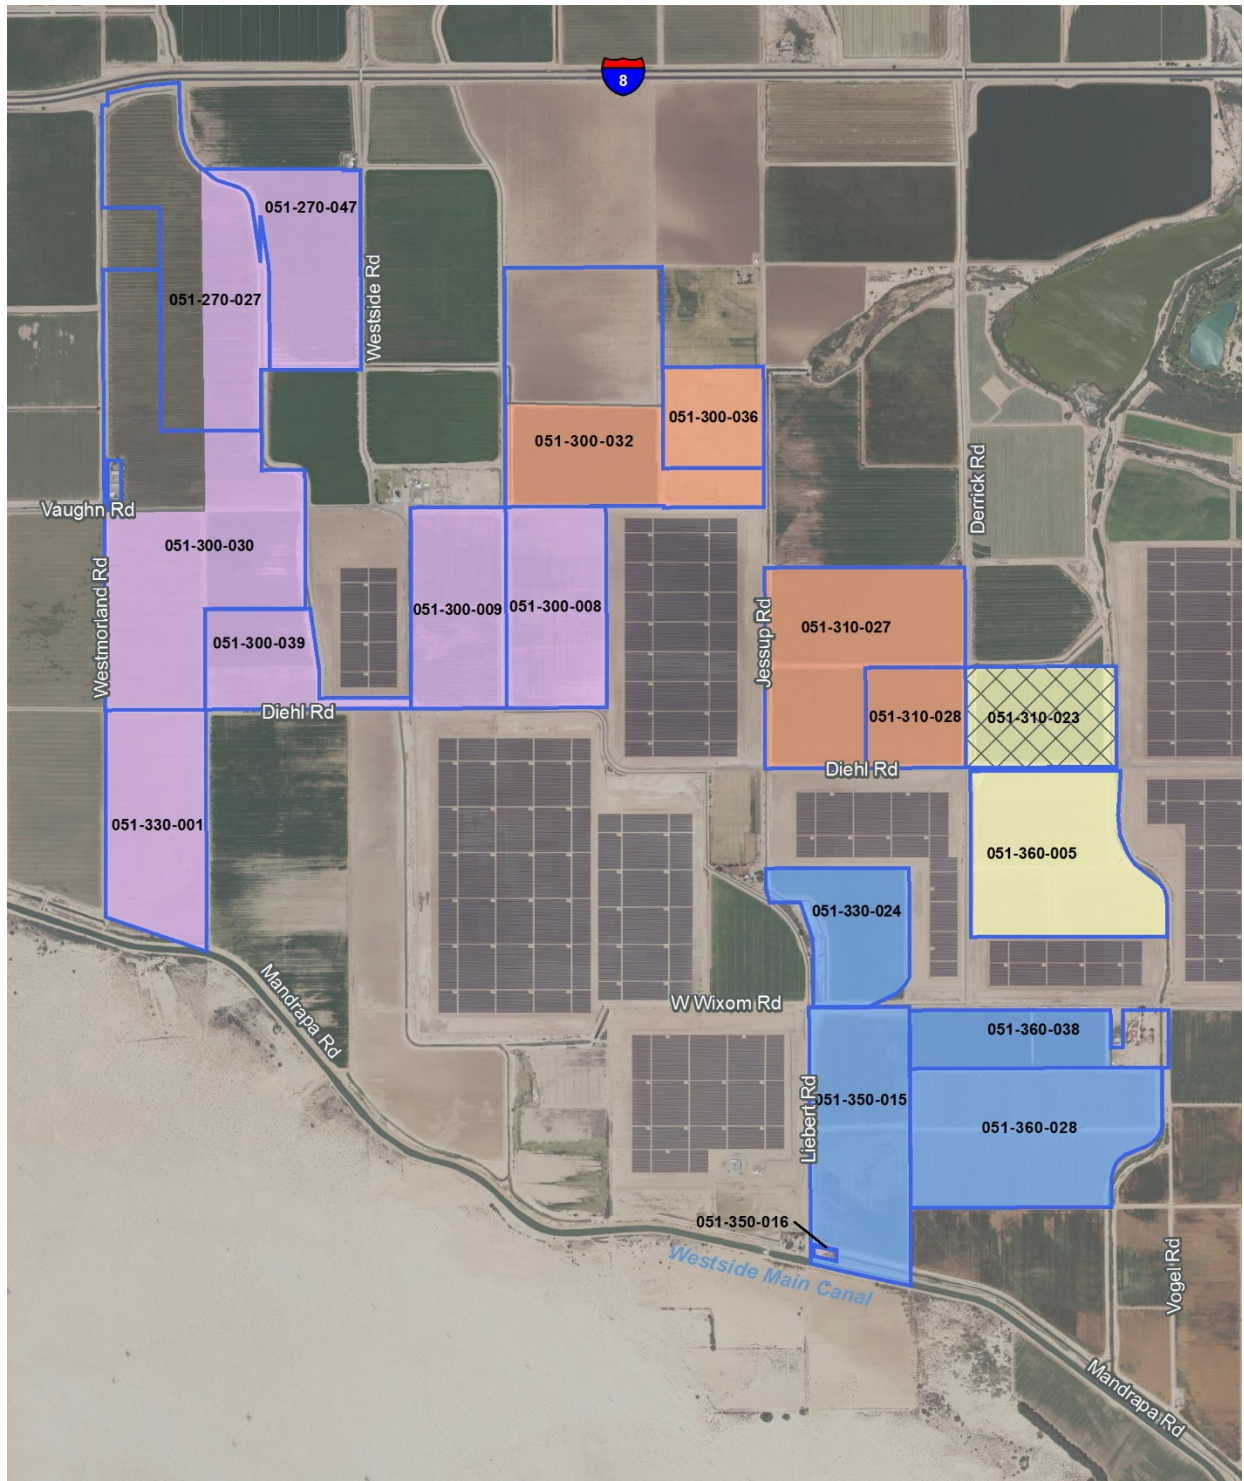 8
051-270-047
Westside Rd
051-270-027
051-300-036
051-300-032
Derrick Rd
Vaughn Rd
051-300-030
Westmorland Rd
051-300-009
051-300-008
Jessup Rd
051-310-027
051-300-039
Diehl Rd
051-310-028
051-310-023
Diehl Rd
051-330-001
051-360-005
051-330-024
Mandrapa Rd
W Wixom Rd
051-360-038
Liebert Rd
051-350-015
051-360-028
051-350-016
Westside Main Canal
Vogel Rd
Mandrapa Rd